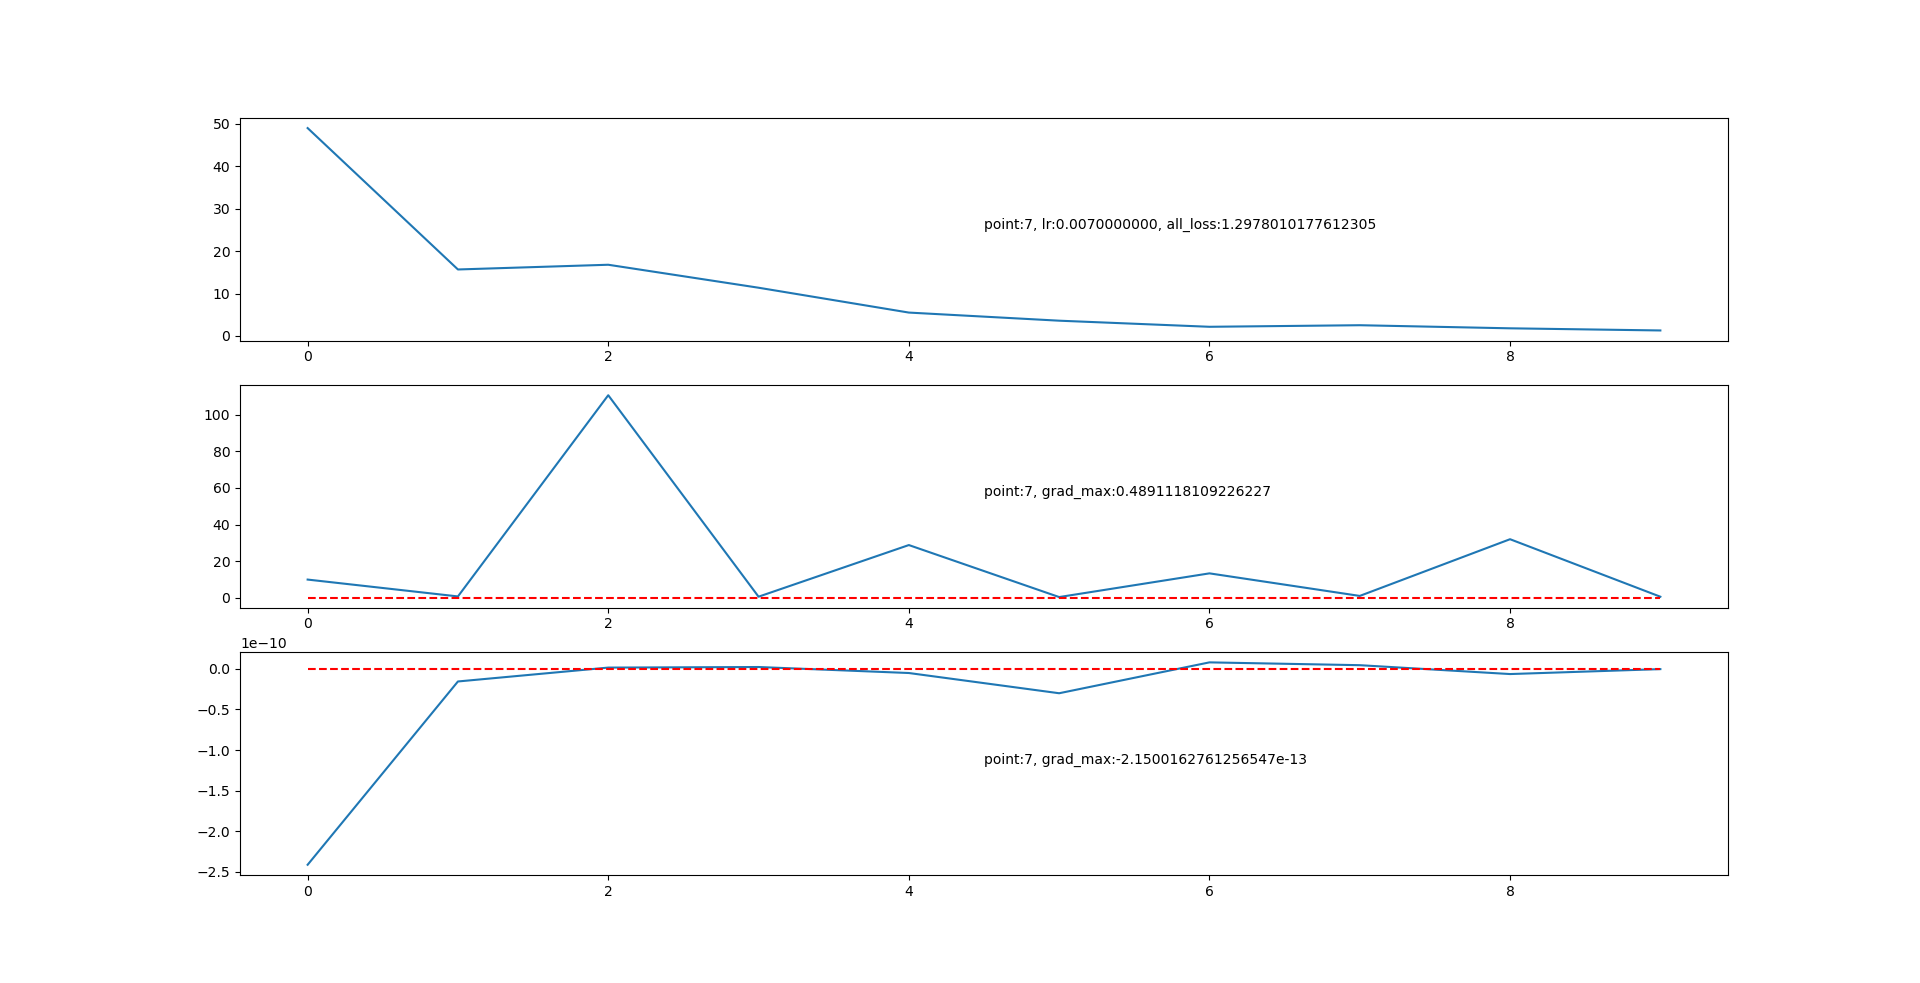 50
40
30
20
10
0
point:7, lr:0.0070000000, all_loss:1.2978010177612305
0 2 4 6 8
100
80
60
40
20
0
point:7, grad_max:0.4891118109226227
0 2 4 6 8
1e−10
0.0
−0.5
−1.0
−1.5
−2.0
−2.5
point:7, grad_max:-2.1500162761256547e-13
0 2 4 6 8